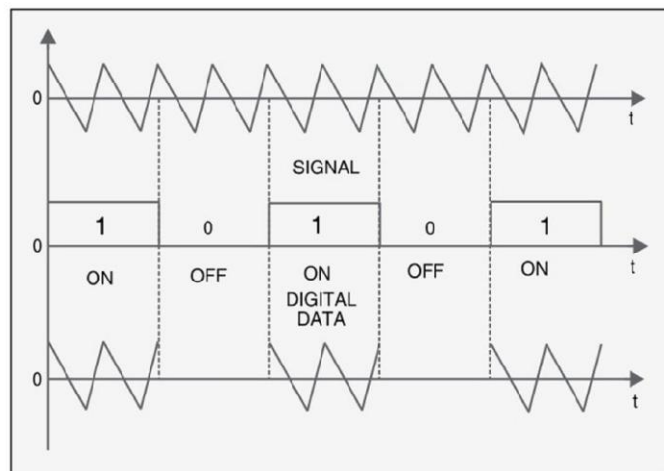 0
t
SIGNAL
1 0 1 0 1
0
t
ON OFF ON OFF ON
DIGITAL
DATA
0
t